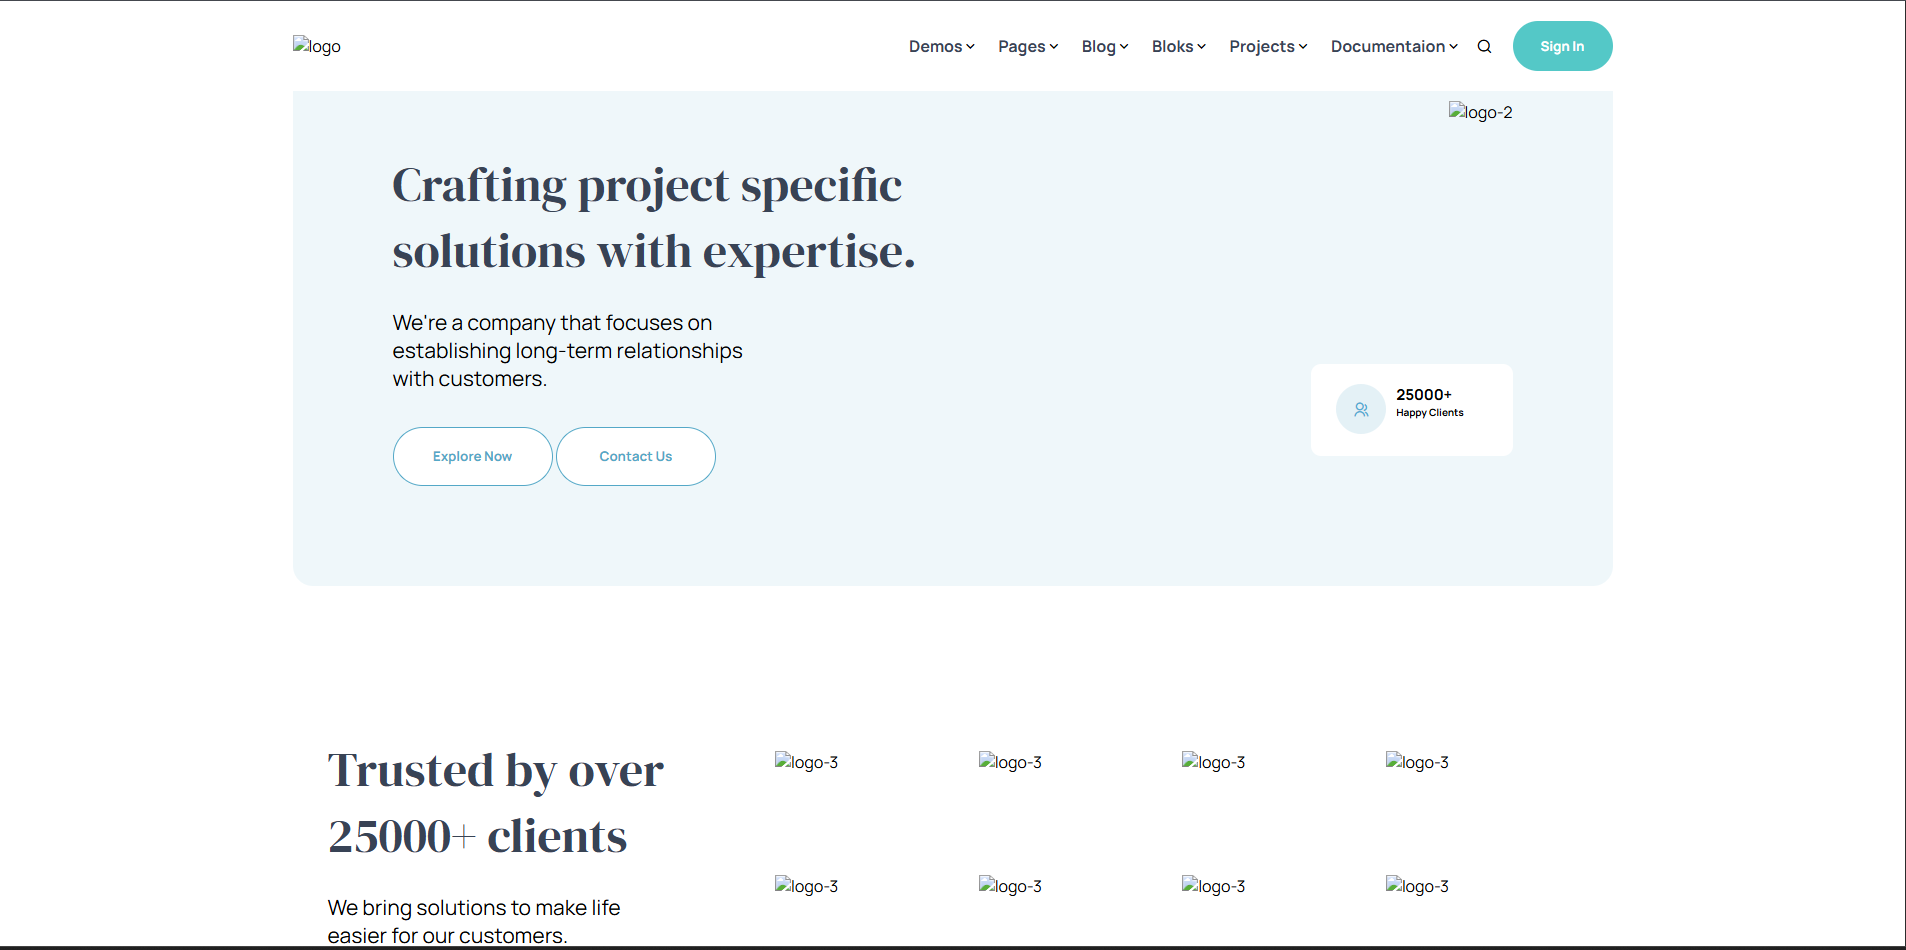 logo
Demos Pages Blog Bloks Projects Documentaion Sign In
logo-2
Crafting project specific
solutions with expertise.
We're a company that focuses on
establishing long-term relationships
with customers.
25000+
Happy Clients
Explore Now Contact Us
Trusted by over
25000+ clients
We bring solutions to make life
easier for our customers.
logo-3 logo-3 logo-3 logo-3
logo-3 logo-3 logo-3 logo-3